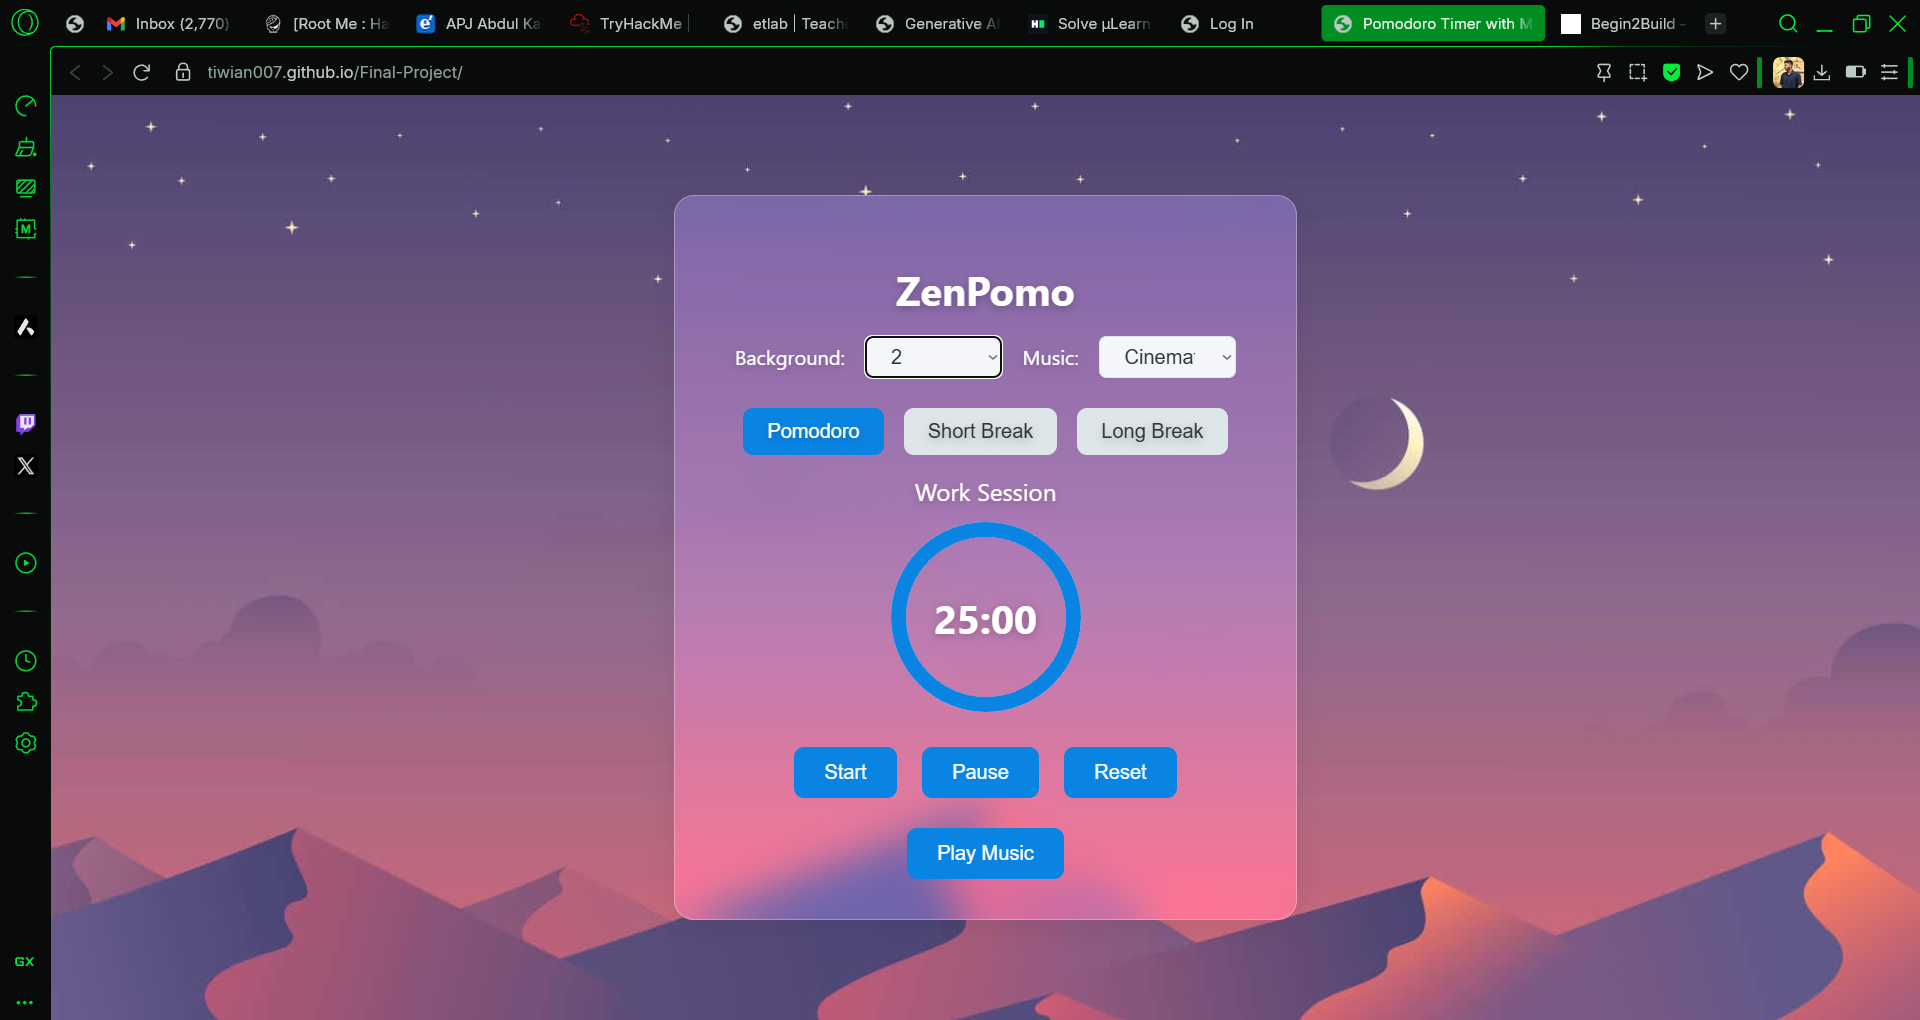 Inbox (2,770)
[Root Me : Ha
APJ Abdul Ka
TryHackMe
etlab | Teach
Generative AI
Solve µLearn
Log In
Pomodoro Timer with M
Begin2Build -
tiwian007.github.io/Final-Project/
M
ZenPomo
Background: 2 Music: Cinema
Pomodoro Short Break Long Break
Work Session
25:00
Start Pause Reset
Play Music
GX